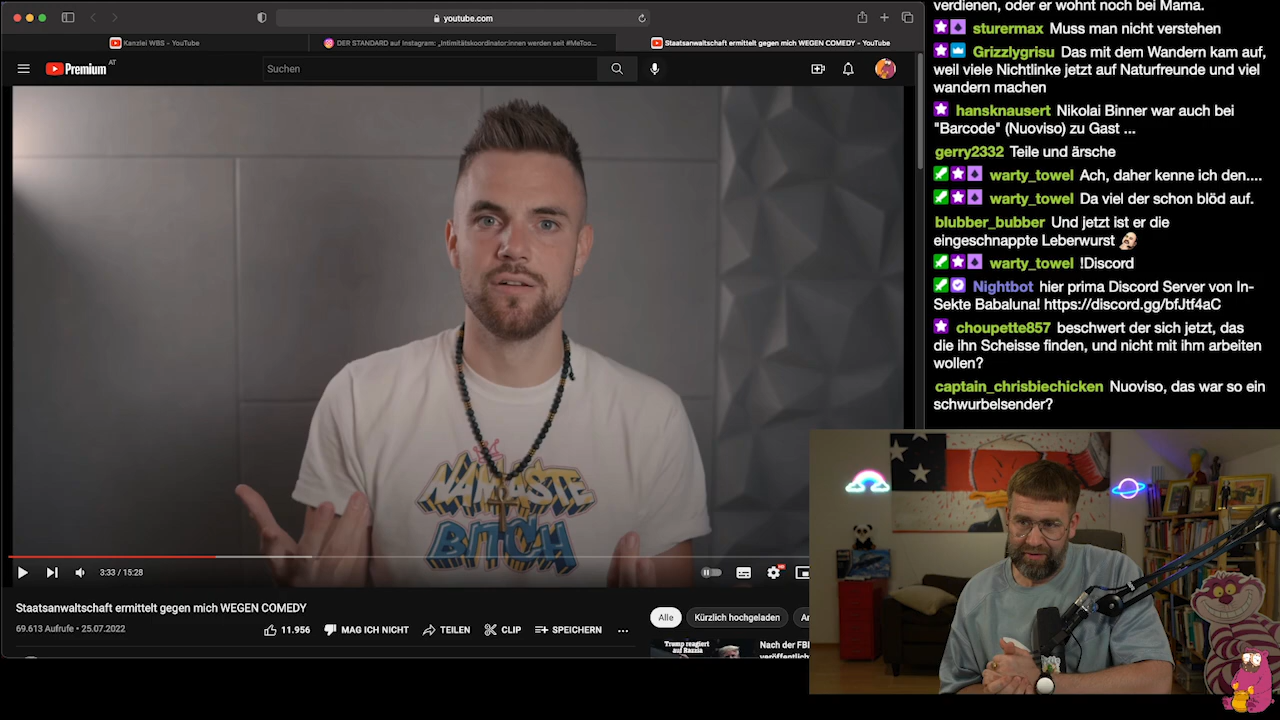 youtube.com
Kanzlei WBS - YouTube
DER STANDARD auf Instagram: „Intimitätskoordinator:innen werden seit #MeToo...
Staatsanwaltschaft ermittelt gegen mich WEGEN COMEDY - YouTube
Premium AT
Suchen
NAMASTE
BITCH
3:33 / 15:28
Staatsanwaltschaft ermittelt gegen mich WEGEN COMEDY
69.613 Aufrufe • 25.07.2022
11.956
MAG ICH NICHT
TEILEN
CLIP
SPEICHERN
Alle
Kürzlich hochgeladen
Trump reagiert
auf Razzia
Nach der FBI
veröffentlich
verdienen, oder er wohnt noch bei Mama.
sturermax Muss man nicht verstehen
Grizzlygrisu Das mit dem Wandern kam auf,
weil viele Nichtlinke jetzt auf Naturfreunde und viel
wandern machen
hansknausert Nikolai Binner war auch bei
"Barcode" (Nuoviso) zu Gast ...
gerry2332 Teile und ärsche
warty_towel Ach, daher kenne ich den....
warty_towel Da viel der schon blöd auf.
blubber_bubber Und jetzt ist er die
eingeschnappte Leberwurst
warty_towel !Discord
Nightbot hier prima Discord Server von In-
Sekte Babaluna! https://discord.gg/bfJtf4aC
choupette857 beschwert der sich jetzt, das
die ihn Scheisse finden, und nicht mit ihm arbeiten
wollen?
captain_chrisbiechicken Nuoviso, das war so ein
schwurbelsender?